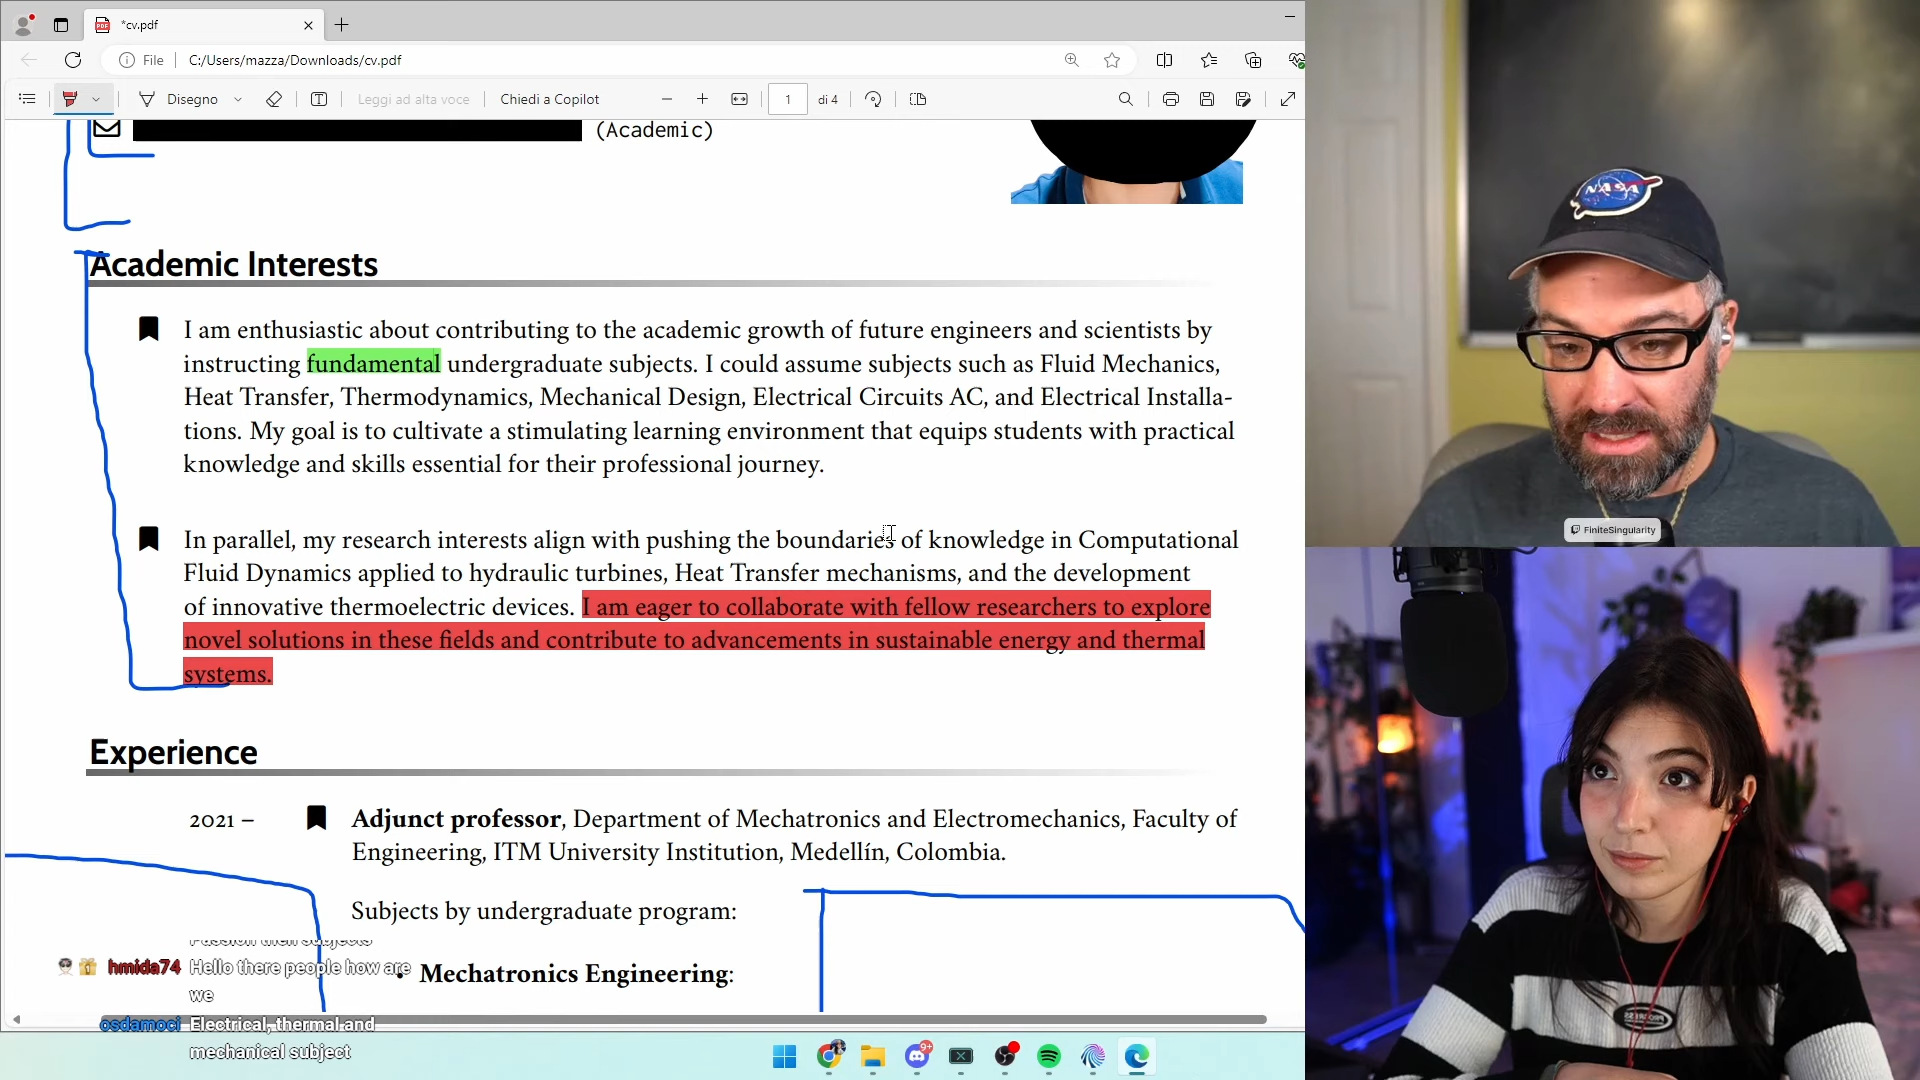 *cv.pdf
File
C:/Users/mazza/Downloads/cv.pdf
Disegno
Leggi ad alta voce
Chiedi a Copilot
1
di 4
(Academic)
Academic Interests
I am enthusiastic about contributing to the academic growth of future engineers and scientists by
instructing fundamental undergraduate subjects. I could assume subjects such as Fluid Mechanics,
Heat Transfer, Thermodynamics, Mechanical Design, Electrical Circuits AC, and Electrical Installa-
tions. My goal is to cultivate a stimulating learning environment that equips students with practical
knowledge and skills essential for their professional journey.
In parallel, my research interests align with pushing the boundaries of knowledge in Computational
Fluid Dynamics applied to hydraulic turbines, Heat Transfer mechanisms, and the development
of innovative thermoelectric devices. I am eager to collaborate with fellow researchers to explore
novel solutions in these fields and contribute to advancements in sustainable energy and thermal
systems.
Experience
2021 –
Adjunct professor, Department of Mechatronics and Electromechanics, Faculty of
Engineering, ITM University Institution, Medellín, Colombia.
Subjects by undergraduate program:
• Mechatronics Engineering:
hmida74 Hello there people how are
we
osdamoci Electrical, thermal and
mechanical subject
9+
NASA
FiniteSingularity